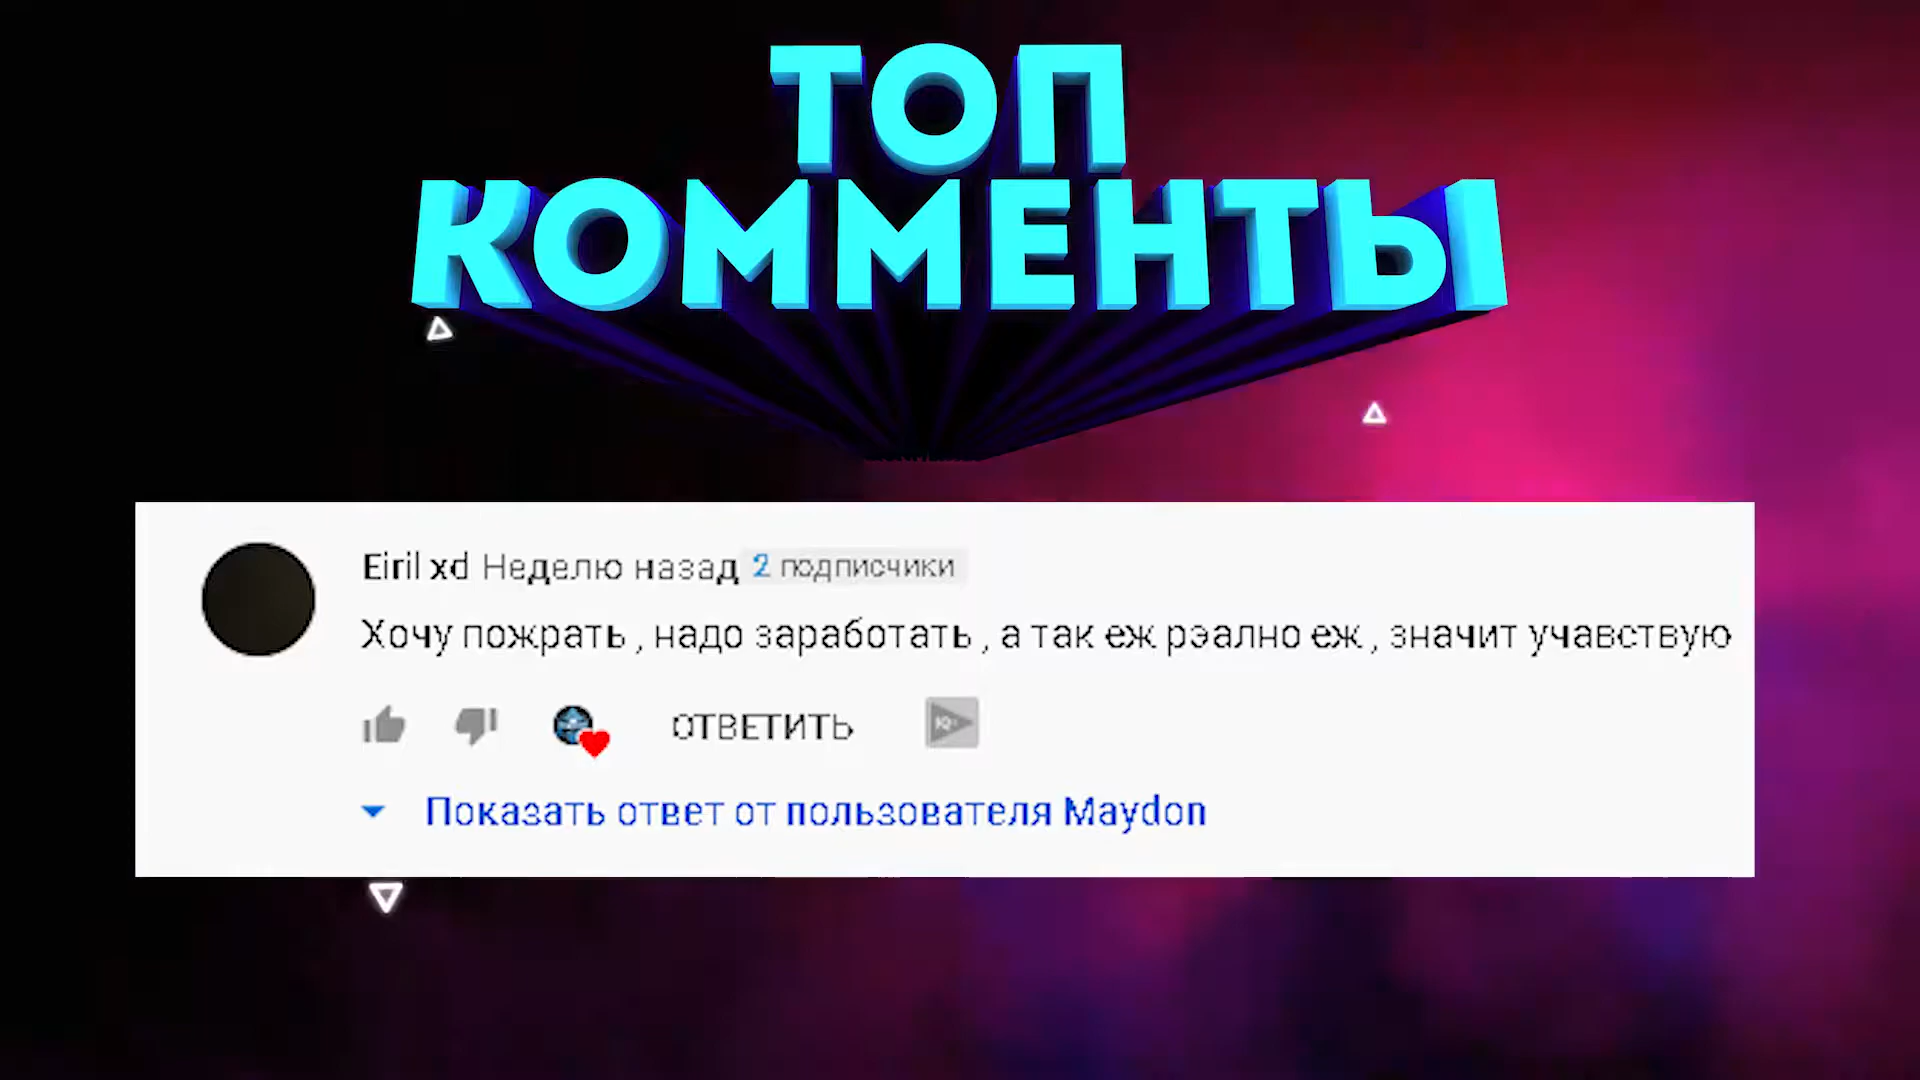 ТОП
КОММЕНТЫ
Eiril xd Неделю назад 2 подписчики
Хочу пожрать , надо заработать , а так еж рэално еж , значит учавствую
ОТВЕТИТЬ
Показать ответ от пользователя Maydon